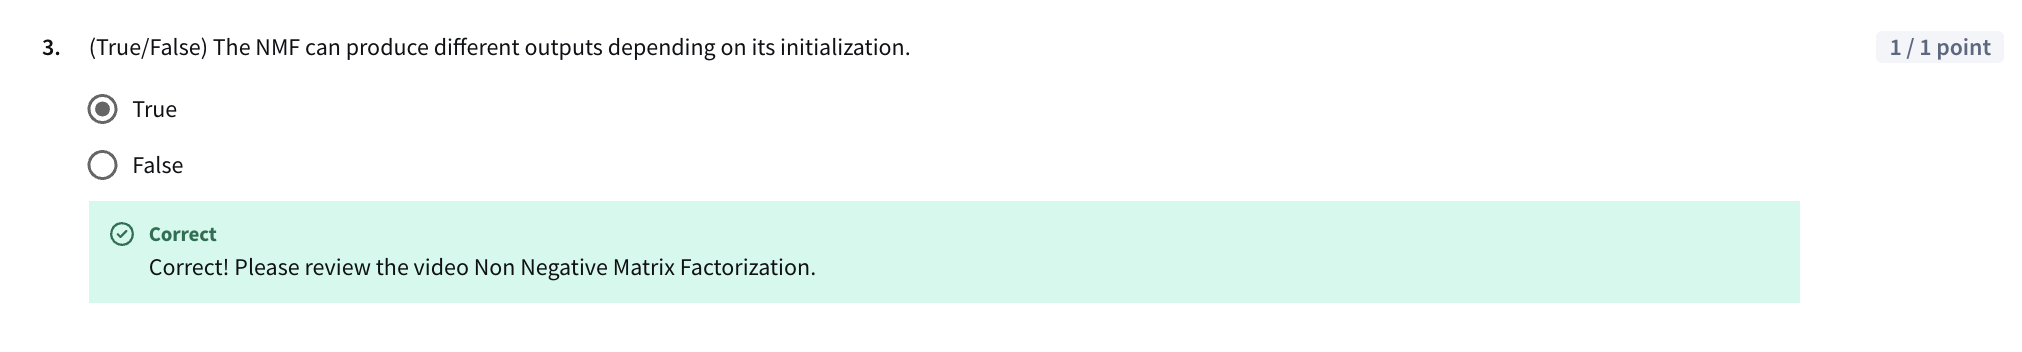 3. (True/False) The NMF can produce different outputs depending on its initialization. 1 / 1 point
True
False
Correct
Correct! Please review the video Non Negative Matrix Factorization.